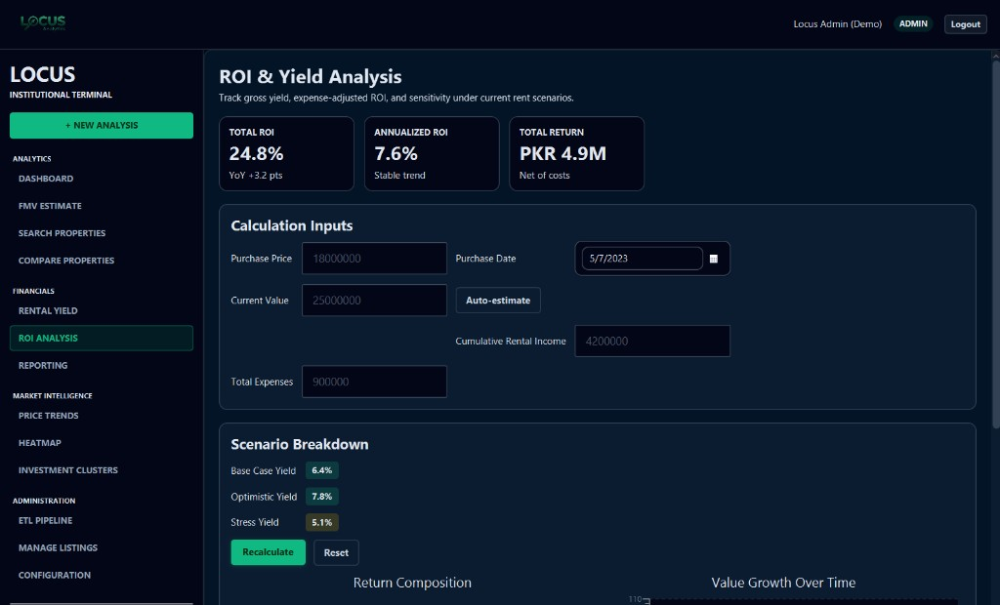 LOCUS
Locus Admin (Demo) ADMIN Logout
LOCUS
INSTITUTIONAL TERMINAL
+ NEW ANALYSIS
ANALYTICS
DASHBOARD
FMV ESTIMATE
SEARCH PROPERTIES
COMPARE PROPERTIES
FINANCIALS
RENTAL YIELD
ROI ANALYSIS
REPORTING
MARKET INTELLIGENCE
PRICE TRENDS
HEATMAP
INVESTMENT CLUSTERS
ADMINISTRATION
ETL PIPELINE
MANAGE LISTINGS
CONFIGURATION
ROI & Yield Analysis
Track gross yield, expense-adjusted ROI, and sensitivity under current rent scenarios.
TOTAL ROI
24.8%
YoY +3.2 pts
ANNUALIZED ROI
7.6%
Stable trend
TOTAL RETURN
PKR 4.9M
Net of costs
Calculation Inputs
Purchase Price 18000000 Purchase Date 5/7/2023
Current Value 25000000 Auto-estimate
Cumulative Rental Income 4200000
Total Expenses 900000
Scenario Breakdown
Base Case Yield 6.4%
Optimistic Yield 7.8%
Stress Yield 5.1%
Recalculate Reset
Return Composition Value Growth Over Time
110